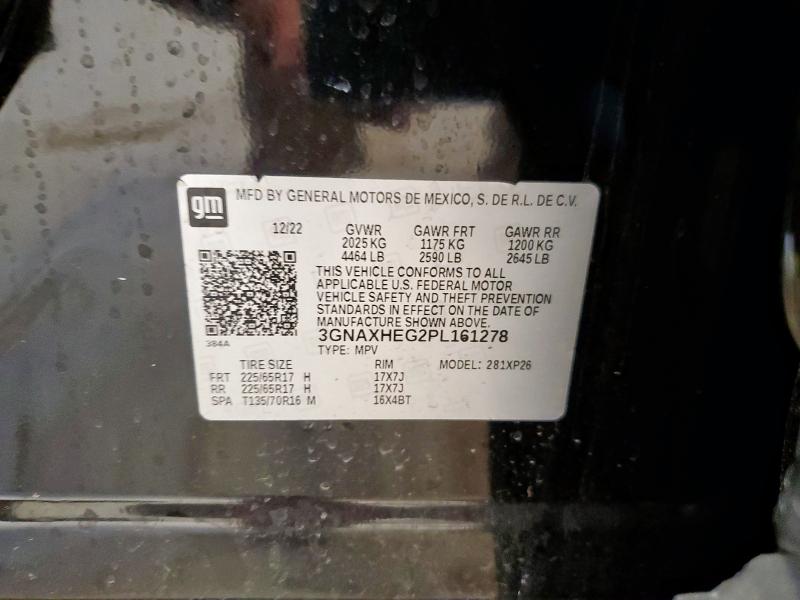 gm
MFD BY GENERAL MOTORS DE MEXICO, S. DE R.L. DE C.V.
12/22 GVWR GAWR FRT GAWR RR
2025 KG 1175 KG 1200 KG
4464 LB 2590 LB 2645 LB
THIS VEHICLE CONFORMS TO ALL
APPLICABLE U.S. FEDERAL MOTOR
VEHICLE SAFETY AND THEFT PREVENTION
STANDARDS IN EFFECT ON THE DATE OF
MANUFACTURE SHOWN ABOVE.
3GNAXHEG2PL161278
384A
TYPE: MPV
TIRE SIZE RIM MODEL: 281XP26
FRT 225/65R17 H 17X7J
RR 225/65R17 H 17X7J
SPA T135/70R16 M 16X4BT